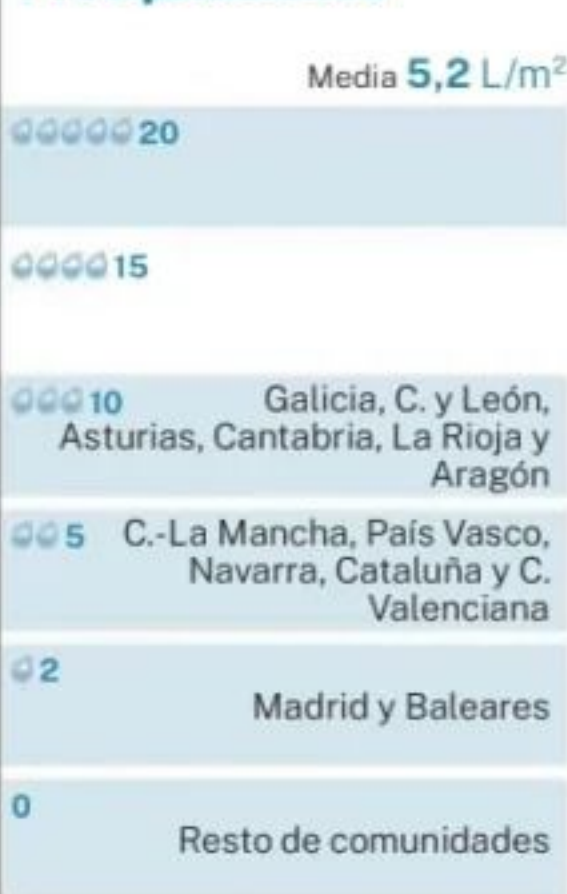 Media 5,2 L/m²
20
15
10 Galicia, C. y León,
Asturias, Cantabria, La Rioja y
Aragón
5 C.-La Mancha, País Vasco,
Navarra, Cataluña y C.
Valenciana
2
Madrid y Baleares
0
Resto de comunidades